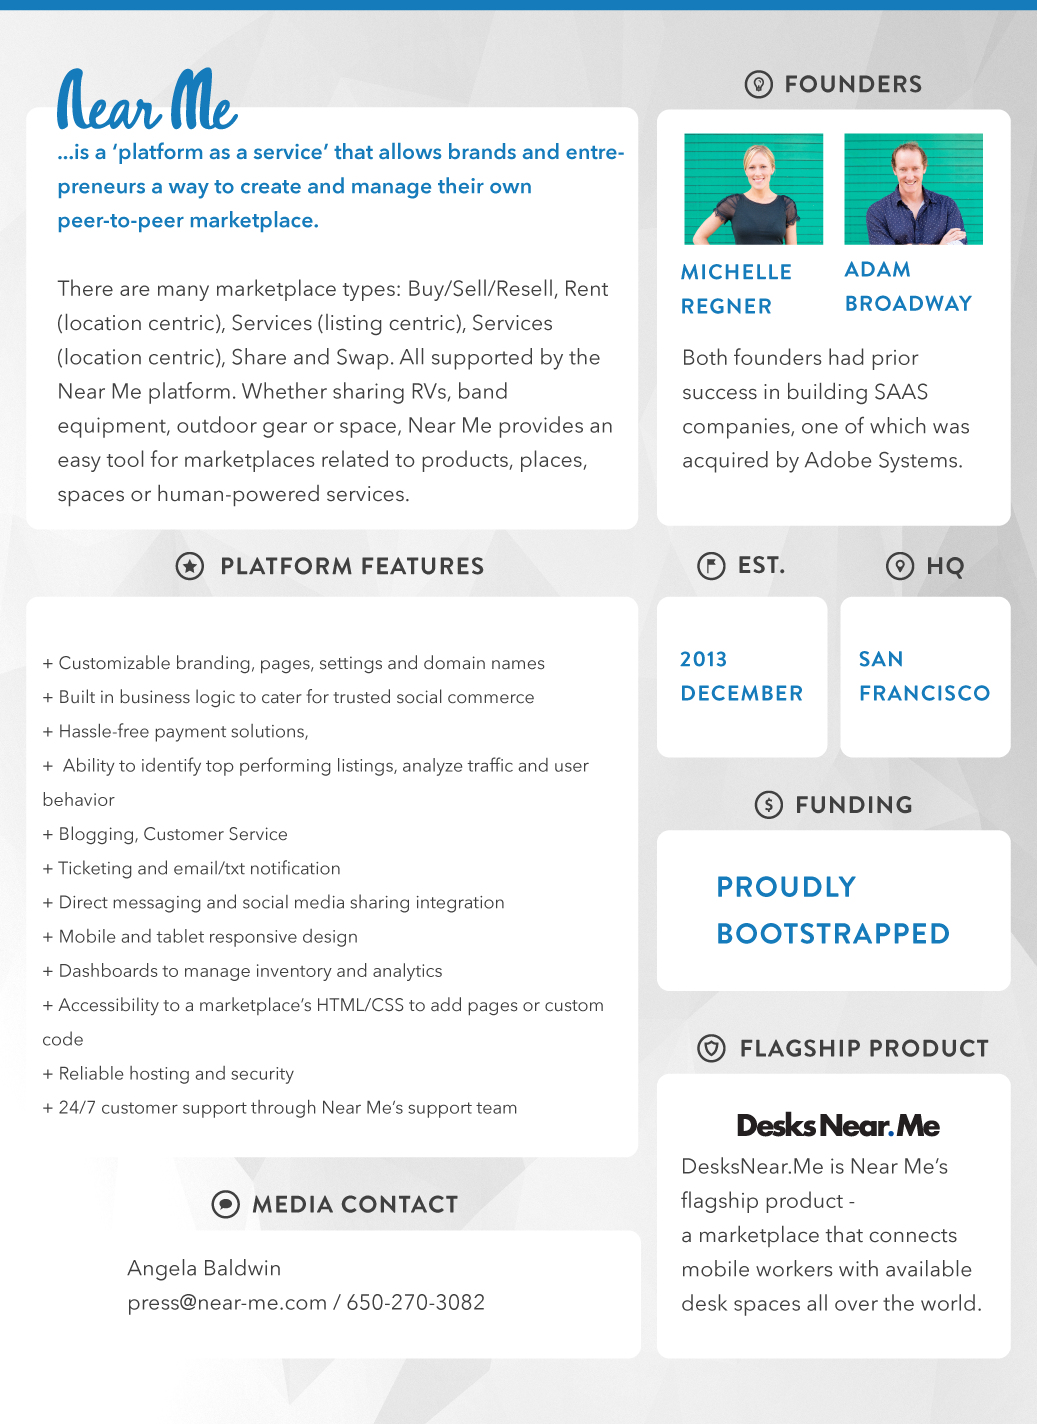 Near Me
...is a ‘platform as a service’ that allows brands and entre-
preneurs a way to create and manage their own
peer-to-peer marketplace.
There are many marketplace types: Buy/Sell/Resell, Rent
(location centric), Services (listing centric), Services
(location centric), Share and Swap. All supported by the
Near Me platform. Whether sharing RVs, band
equipment, outdoor gear or space, Near Me provides an
easy tool for marketplaces related to products, places,
spaces or human-powered services.
FOUNDERS
MICHELLE
REGNER
ADAM
BROADWAY
Both founders had prior
success in building SAAS
companies, one of which was
acquired by Adobe Systems.
PLATFORM FEATURES
+ Customizable branding, pages, settings and domain names
+ Built in business logic to cater for trusted social commerce
+ Hassle-free payment solutions,
+  Ability to identify top performing listings, analyze traffic and user
behavior
+ Blogging, Customer Service
+ Ticketing and email/txt notification
+ Direct messaging and social media sharing integration
+ Mobile and tablet responsive design
+ Dashboards to manage inventory and analytics
+ Accessibility to a marketplace’s HTML/CSS to add pages or custom
code
+ Reliable hosting and security
+ 24/7 customer support through Near Me’s support team
EST.
2013
DECEMBER
HQ
SAN
FRANCISCO
$ FUNDING
PROUDLY
BOOTSTRAPPED
FLAGSHIP PRODUCT
Desks Near.Me
DesksNear.Me is Near Me’s
flagship product -
a marketplace that connects
mobile workers with available
desk spaces all over the world.
MEDIA CONTACT
Angela Baldwin
press@near-me.com / 650-270-3082